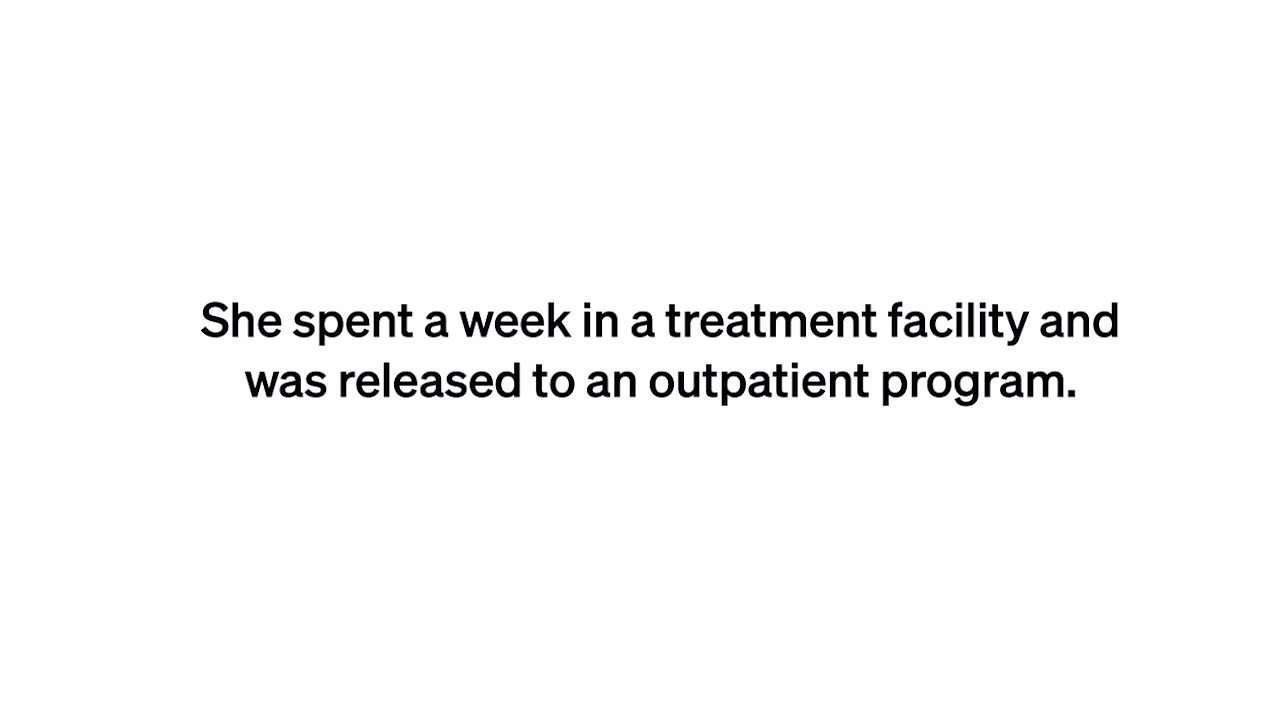 She spent a week in a treatment facility and
was released to an outpatient program.